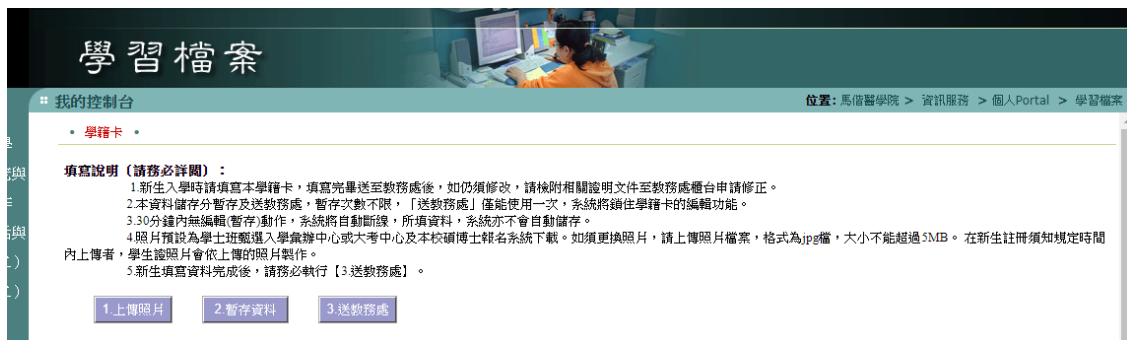 學習檔案
我的控制台
位置: 馬偕醫學院 > 資訊服務 > 個人Portal > 學習檔案
• 學籍卡 •
填寫說明（請務必詳閱）：
1.新生入學時請填寫本學籍卡，填寫完畢送至教務處後，如仍須修改，請檢附相關證明文件至教務處櫃台申請修正。
2.本資料儲存分暫存及送教務處，暫存次數不限，「送教務處」僅能使用一次，系統將鎖住學籍卡的編輯功能。
3.30分鐘內無編輯(暫存)動作，系統將自動斷線，所填資料，系統亦不會自動儲存。
4.照片預設為學士班甄選入學彙辦中心或大考中心及本校碩博士報名系統下載。如須更換照片，請上傳照片檔案，格式為jpg檔，大小不能超過5MB。 在新生註冊須知規定時間
內上傳者，學生證照片會依上傳的照片製作。
5.新生填寫資料完成後，請務必執行【3.送教務處】。
1.上傳照片
2.暫存資料
3.送教務處